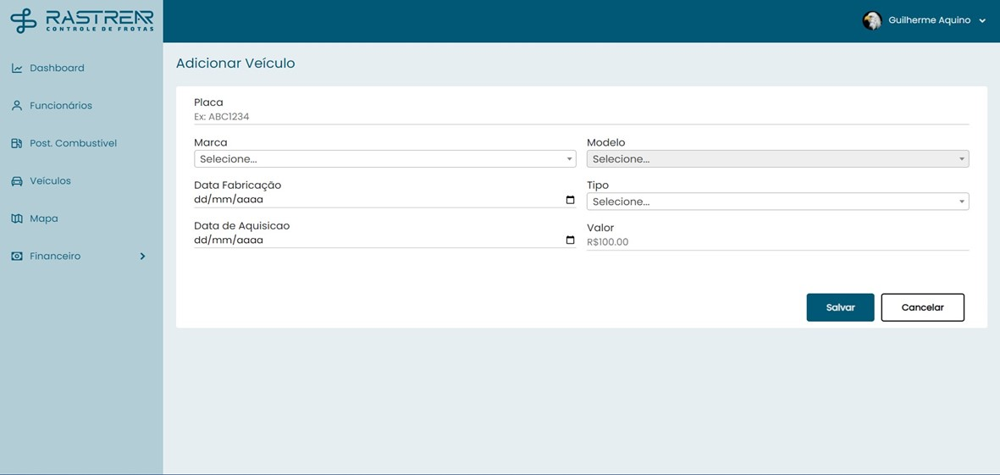 RASTREAR
CONTROLE DE FROTAS
Guilherme Aquino
Dashboard
Funcionários
Post. Combustivel
Veículos
Mapa
Financeiro
Adicionar Veículo
Placa
Ex: ABC1234
Marca
Selecione...
Modelo
Selecione...
Data Fabricação
dd/mm/aaaa
Tipo
Selecione...
Data de Aquisicao
dd/mm/aaaa
Valor
R$100.00
Salvar
Cancelar